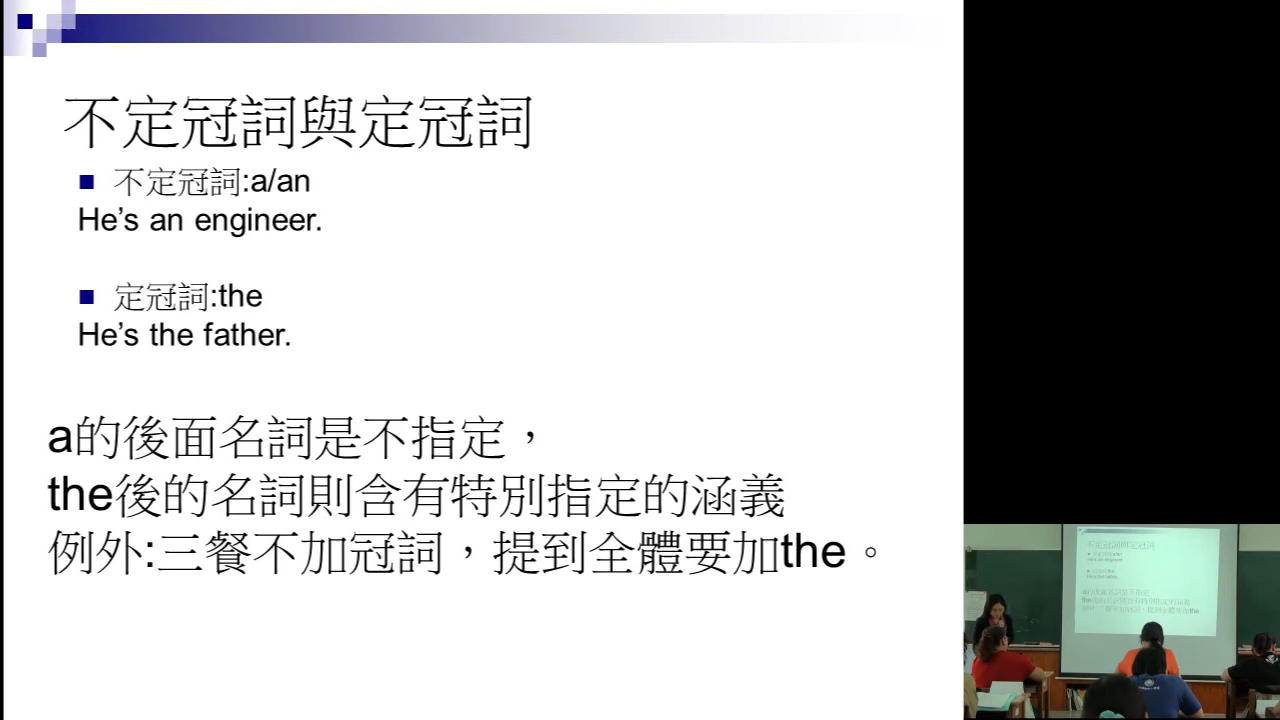 不定冠詞與定冠詞
不定冠詞:a/an
He's an engineer.
定冠詞:the
He's the father.
a的後面名詞是不指定，
the後的名詞則含有特別指定的涵義
例外:三餐不加冠詞，提到全體要加the。